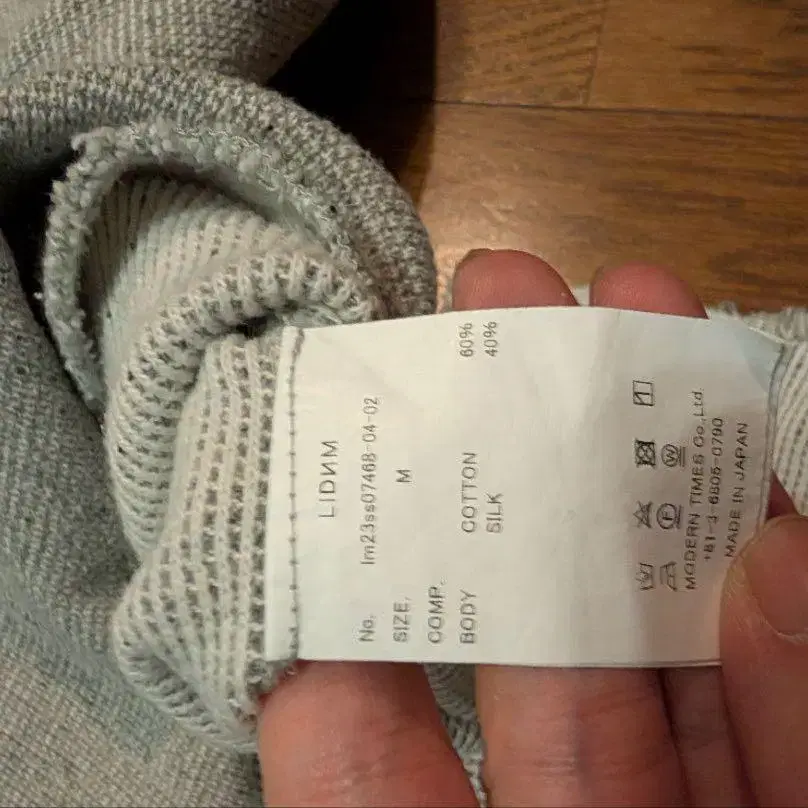 LIDИM
No. lm23ss07468-04-02
SIZE. M
COMP.
BODY COTTON 60%
SILK 40%
MODERN TIMES Co.,Ltd.
+81-3-6805-0790
MADE IN JAPAN